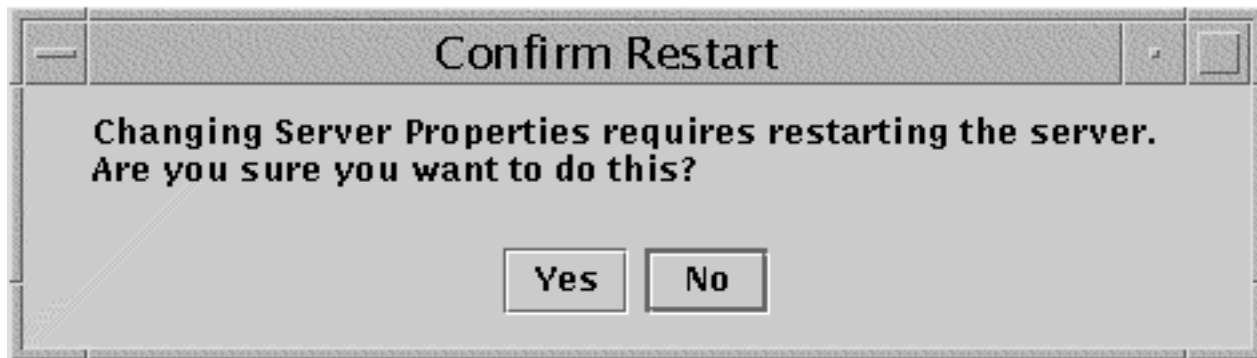 Confirm Restart
Changing Server Properties requires restarting the server.
Are you sure you want to do this?
Yes No